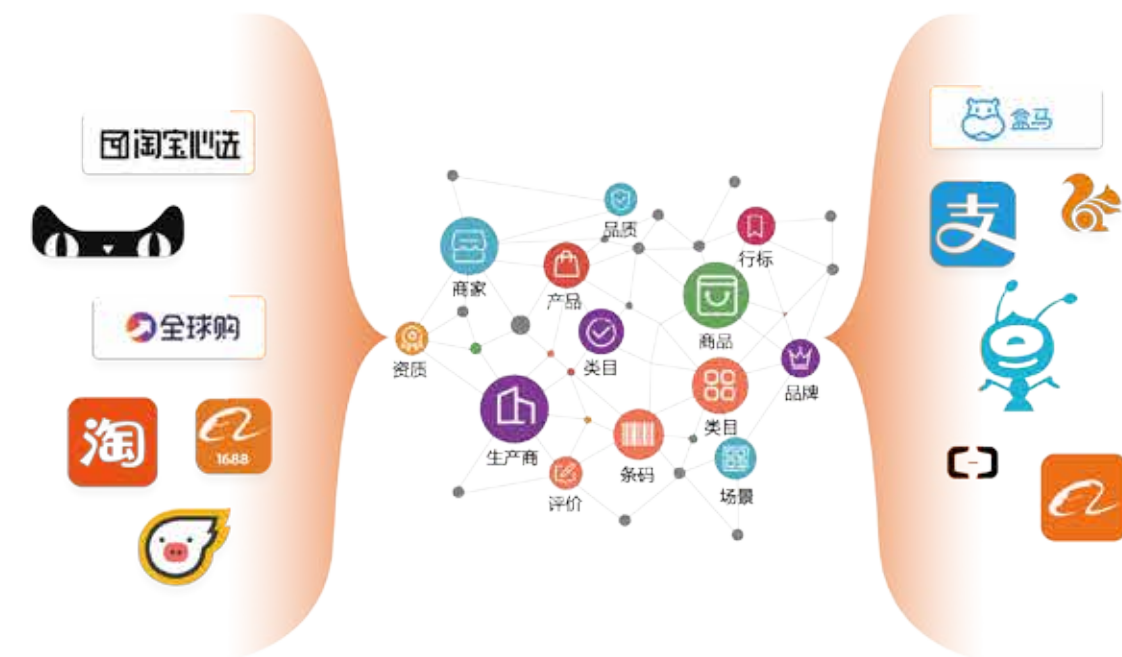 淘宝心选
全球购
淘
1688
品质
行标
商家
产品
商品
类目
资质
品牌
类目
生产商
条码
评价
场景
盒马
支